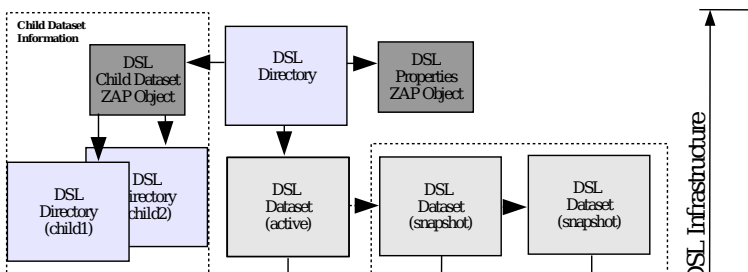 Child Dataset
Information
DSL
Child Dataset
ZAP Object
DSL
Directory
DSL
Properties
ZAP Object
DSL
Directory
(child1)
DSL
irectory
child2)
DSL
Dataset
(active)
DSL
Dataset
(snapshot)
DSL
Dataset
(snapshot)
DSL Infrastructure